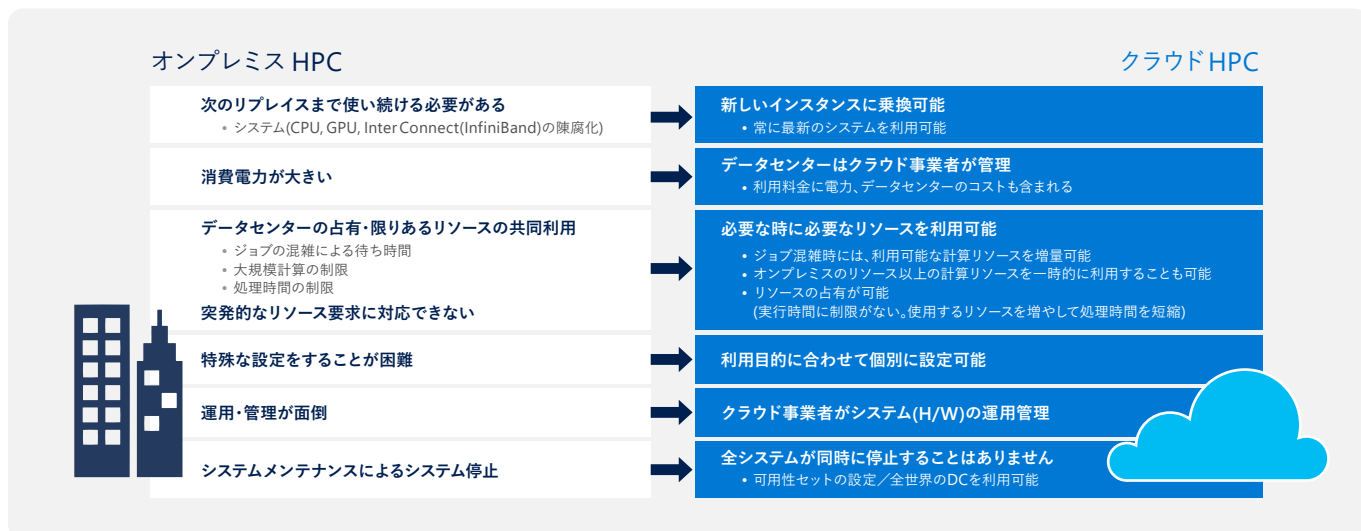 オンプレミス HPC
クラウド HPC
次のリプレイスまで使い続ける必要がある
• システム(CPU, GPU, Inter Connect(InfiniBand)の陳腐化)
新しいインスタンスに乗換可能
• 常に最新のシステムを利用可能
消費電力が大きい
データセンターはクラウド事業者が管理
• 利用料金に電力、データセンターのコストも含まれる
データセンターの占有・限りあるリソースの共同利用
• ジョブの混雑による待ち時間
• 大規模計算の制限
• 処理時間の制限
突発的なリソース要求に対応できない
必要な時に必要なリソースを利用可能
• ジョブ混雑時には、利用可能な計算リソースを増量可能
• オンプレミスのリソース以上の計算リソースを一時的に利用することも可能
• リソースの占有が可能
(実行時間に制限がない。使用するリソースを増やして処理時間を短縮)
特殊な設定をすることが困難
利用目的に合わせて個別に設定可能
運用・管理が面倒
クラウド事業者がシステム(H/W)の運用管理
システムメンテナンスによるシステム停止
全システムが同時に停止することはありません
• 可用性セットの設定／全世界のDCを利用可能